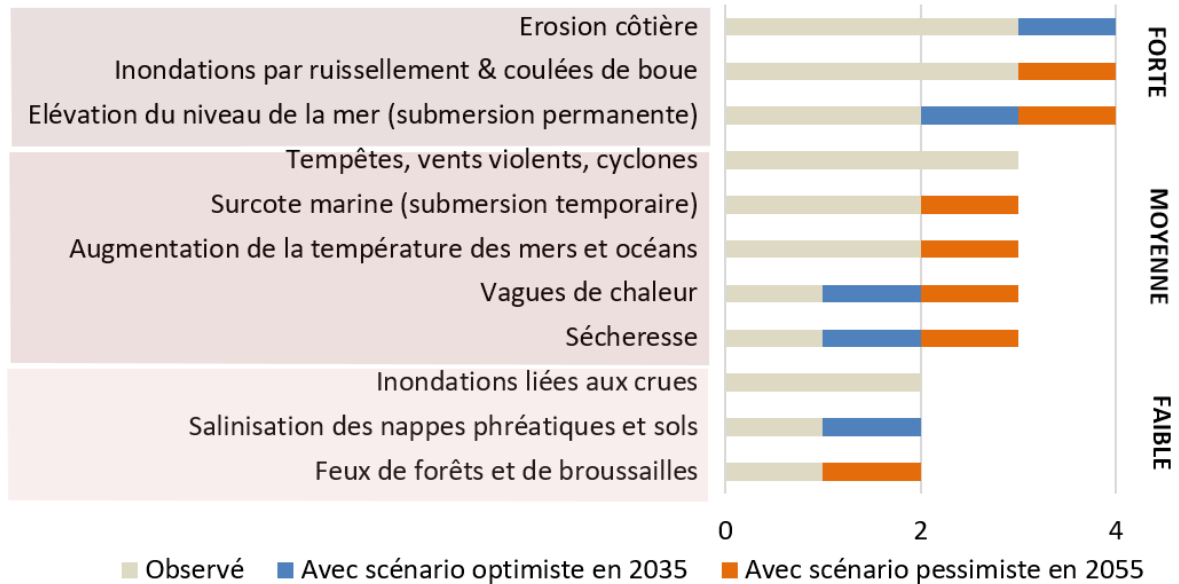 Erosion côtière
Inondations par ruissellement & coulées de boue
Elévation du niveau de la mer (submersion permanente)
FORTE
Tempêtes, vents violents, cyclones
Surcote marine (submersion temporaire)
Augmentation de la température des mers et océans
Vagues de chaleur
Sécheresse
MOYENNE
Inondations liées aux crues
Salinisation des nappes phréatiques et sols
Feux de forêts et de broussailles
FAIBLE
0 2 4
Observé Avec scénario optimiste en 2035 Avec scénario pessimiste en 2055